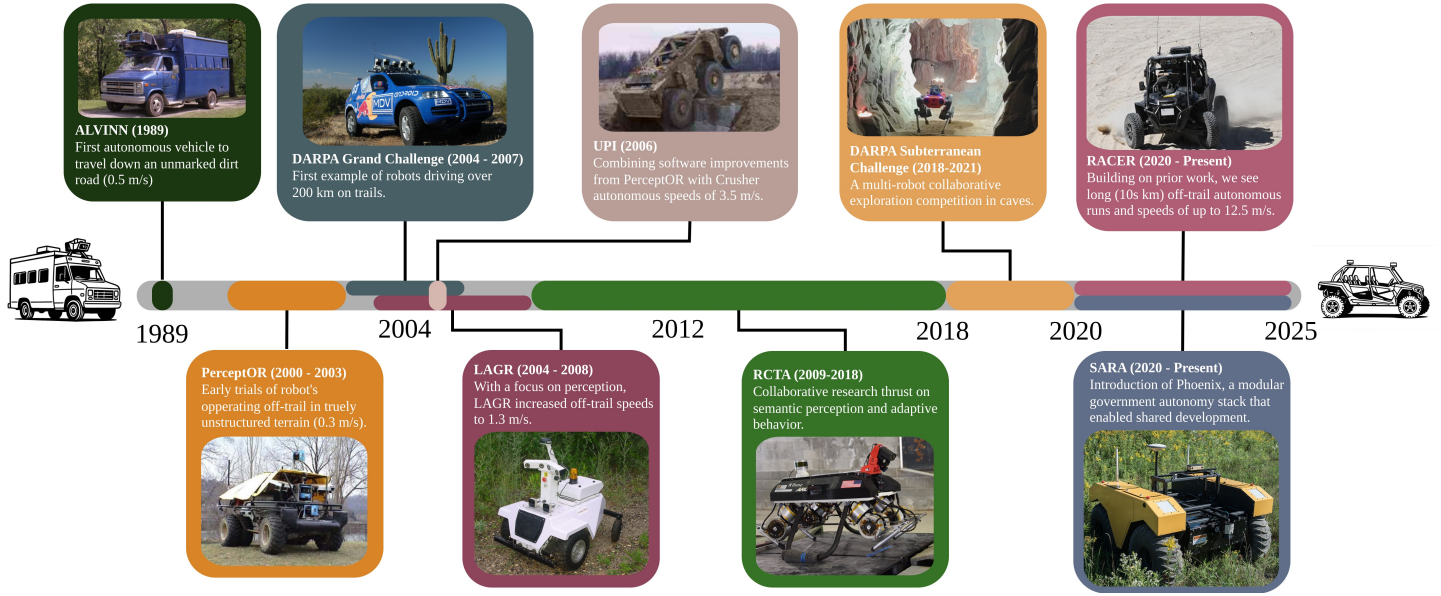 ALVINN (1989)
First autonomous vehicle to
travel down an unmarked dirt
road (0.5 m/s)
MDV
ANDROID
MDV
DARPA Grand Challenge (2004 - 2007)
First example of robots driving over
200 km on trails.
UPI (2006)
Combining software improvements
from PerceptOR with Crusher
autonomous speeds of 3.5 m/s.
DARPA Subterranean
Challenge (2018-2021)
A multi-robot collaborative
exploration competition in caves.
RACER (2020 - Present)
Building on prior work, we see
long (10s km) off-trail autonomous
runs and speeds of up to 12.5 m/s.
1989
2004
2012
2018
2020
2025
PerceptOR (2000 - 2003)
Early trials of robot's
opperating off-trail in truely
unstructured terrain (0.3 m/s).
LAGR (2004 - 2008)
With a focus on perception,
LAGR increased off-trail speeds
to 1.3 m/s.
RCTA (2009-2018)
Collaborative research thrust on
semantic perception and adaptive
behavior.
SARA (2020 - Present)
Introduction of Phoenix, a modular
government autonomy stack that
enabled shared development.